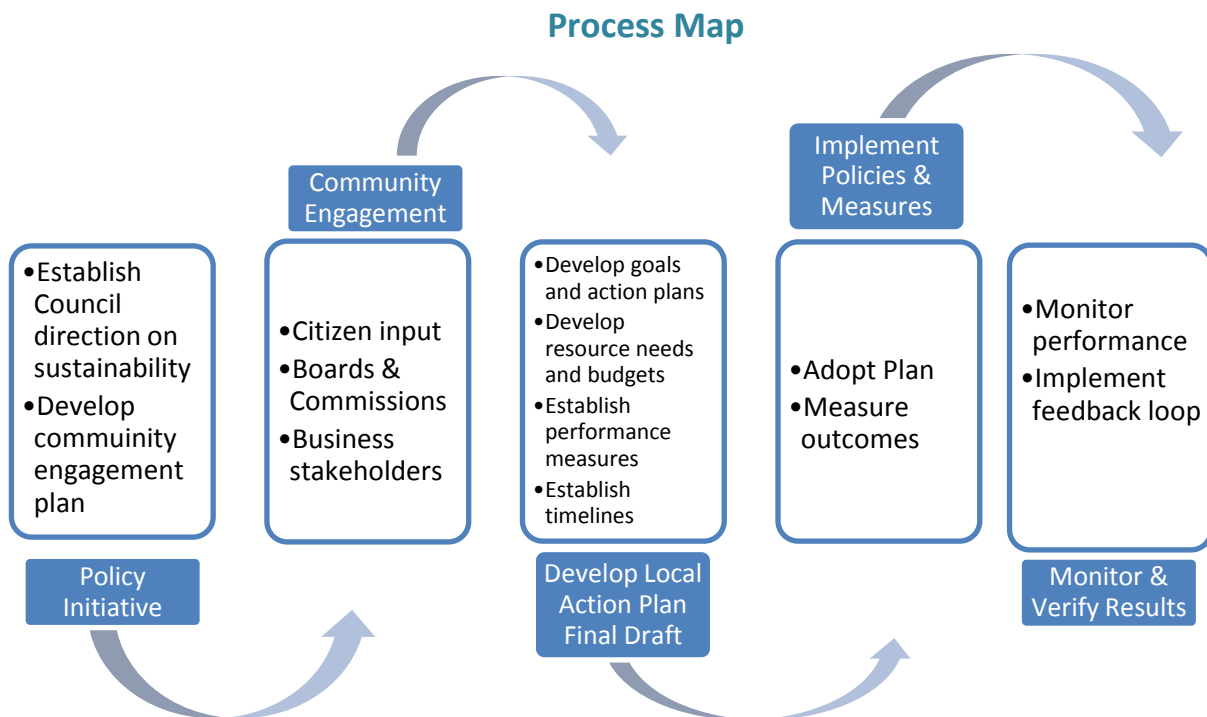 Process Map
Policy
Initiative
•Establish
Council
direction on
sustainability
•Develop
commuinity
engagement
plan
Community
Engagement
•Citizen input
•Boards &
Commissions
•Business
stakeholders
Develop Local
Action Plan
Final Draft
•Develop goals
and action plans
•Develop
resource needs
and budgets
•Establish
performance
measures
•Establish
timelines
Implement
Policies &
Measures
•Adopt Plan
•Measure
outcomes
Monitor &
Verify Results
•Monitor
performance
•Implement
feedback loop